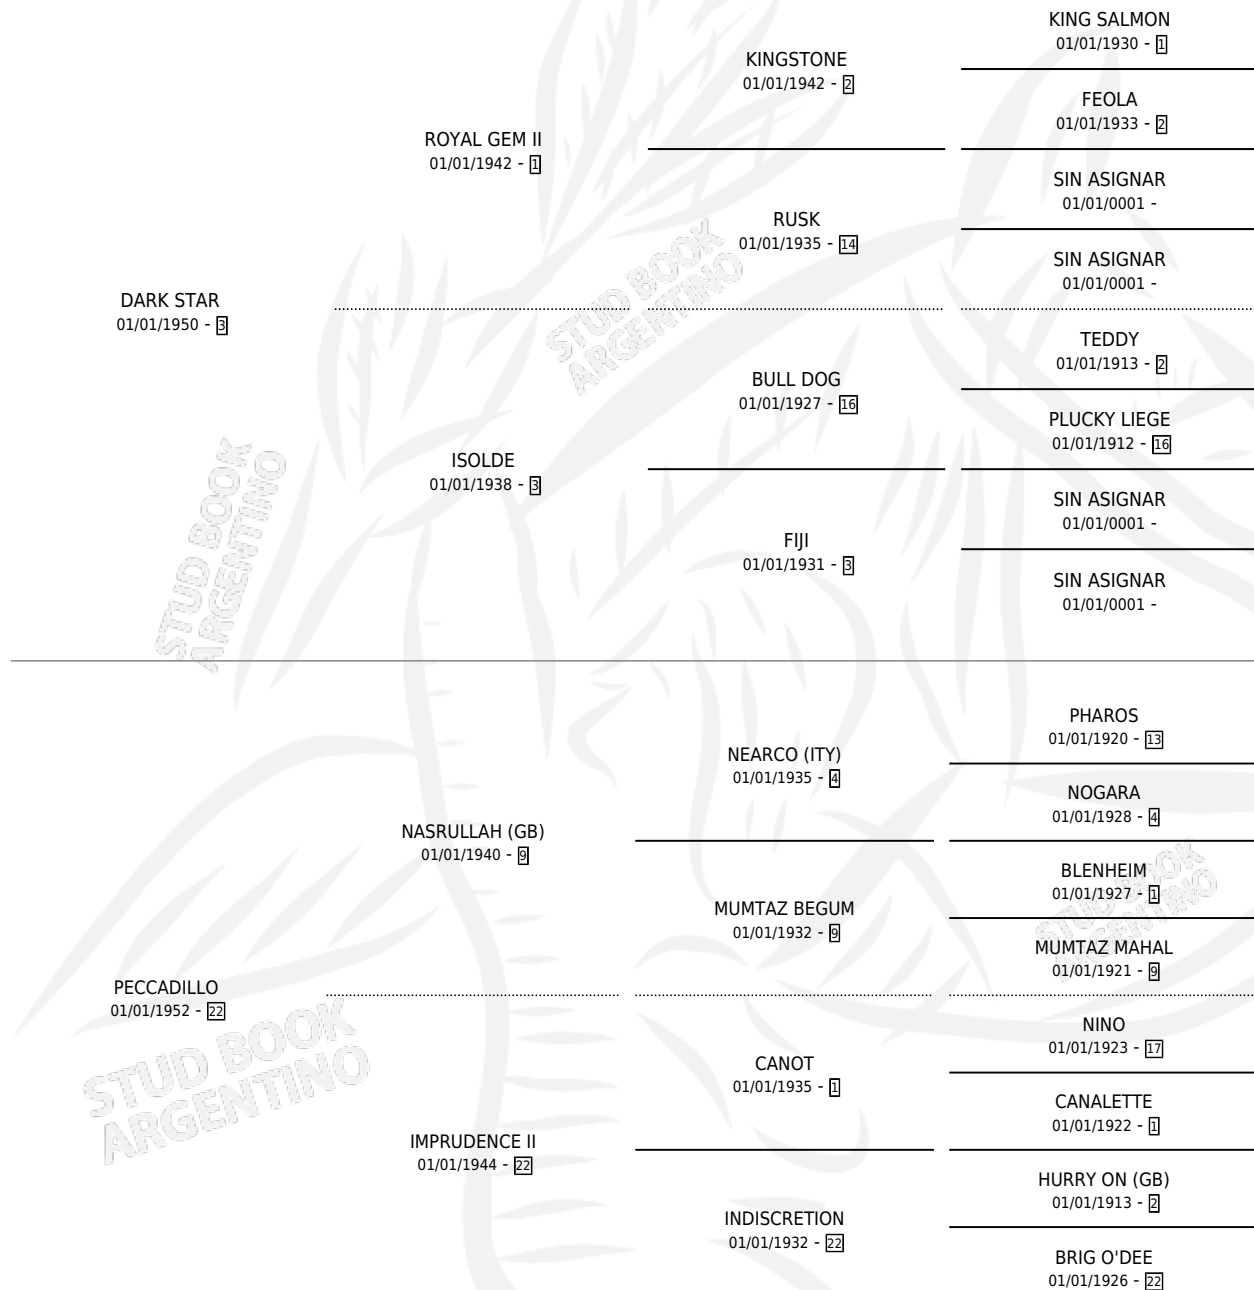 KING SALMON
01/01/1930 - 1
KINGSTONE
01/01/1942 - 2
FEOLA
01/01/1933 - 2
ROYAL GEM II
01/01/1942 - 1
SIN ASIGNAR
01/01/0001 -
RUSK
01/01/1935 - 14
SIN ASIGNAR
01/01/0001 -
DARK STAR
01/01/1950 - 3
TEDDY
01/01/1913 - 2
BULL DOG
01/01/1927 - 16
PLUCKY LIEGE
01/01/1912 - 16
ISOLDE
01/01/1938 - 3
SIN ASIGNAR
01/01/0001 -
FIJI
01/01/1931 - 3
SIN ASIGNAR
01/01/0001 -
STUD BOOK
ARGENTINO
STUD BOOK
ARGENTINO
PHAROS
01/01/1920 - 13
NEARCO (ITY)
01/01/1935 - 4
NOGARA
01/01/1928 - 4
NASRULLAH (GB)
01/01/1940 - 9
BLENHEIM
01/01/1927 - 1
MUMTAZ BEGUM
01/01/1932 - 9
MUMTAZ MAHAL
01/01/1921 - 9
STUD BOOK
ARGENTINO
PECCADILLO
01/01/1952 - 22
NINO
01/01/1923 - 17
CANOT
01/01/1935 - 1
CANALETTE
01/01/1922 - 1
IMPRUDENCE II
01/01/1944 - 22
HURRY ON (GB)
01/01/1913 - 2
INDISCRETION
01/01/1932 - 22
BRIG O'DEE
01/01/1926 - 22
STUD BOOK
ARGENTINO